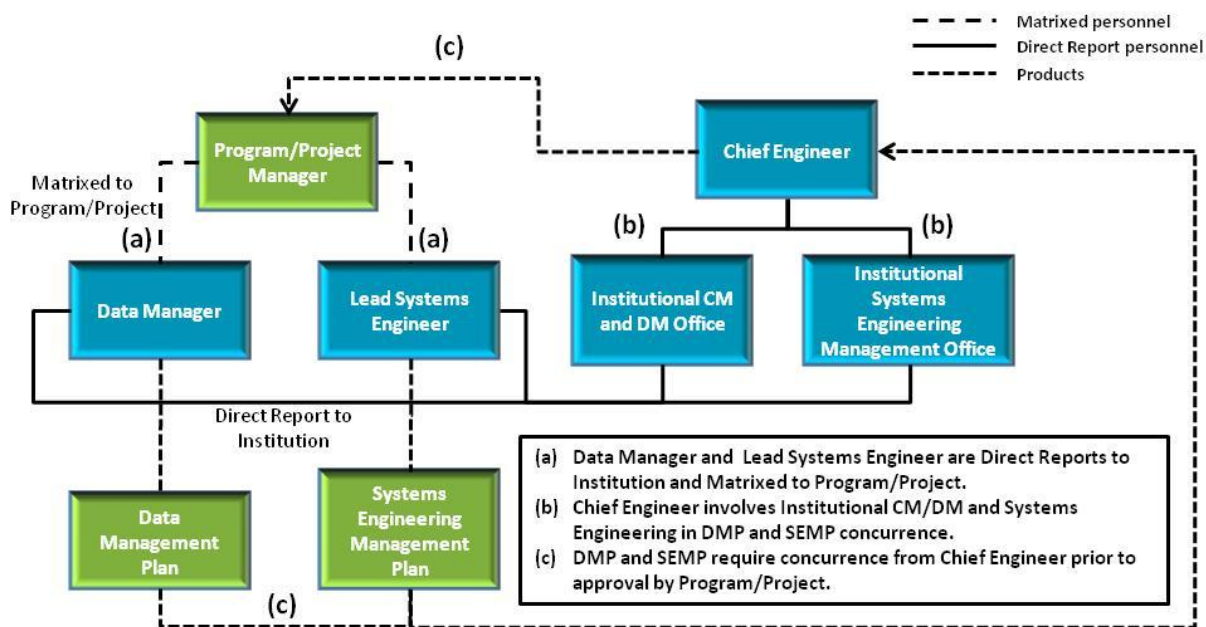 (c)
Matrixed personnel
Direct Report personnel
Products
Program/Project
Manager
Chief Engineer
Matrixed to
Program/Project
(a)
(a)
(b)
(b)
Data Manager
Lead Systems
Engineer
Institutional CM
and DM Office
Institutional
Systems
Engineering
Management Office
Direct Report to
Institution
Data
Management
Plan
Systems
Engineering
Management
Plan
(c)
(a) Data Manager and Lead Systems Engineer are Direct Reports to
Institution and Matrixed to Program/Project.
(b) Chief Engineer involves Institutional CM/DM and Systems
Engineering in DMP and SEMP concurrence.
(c) DMP and SEMP require concurrence from Chief Engineer prior to
approval by Program/Project.